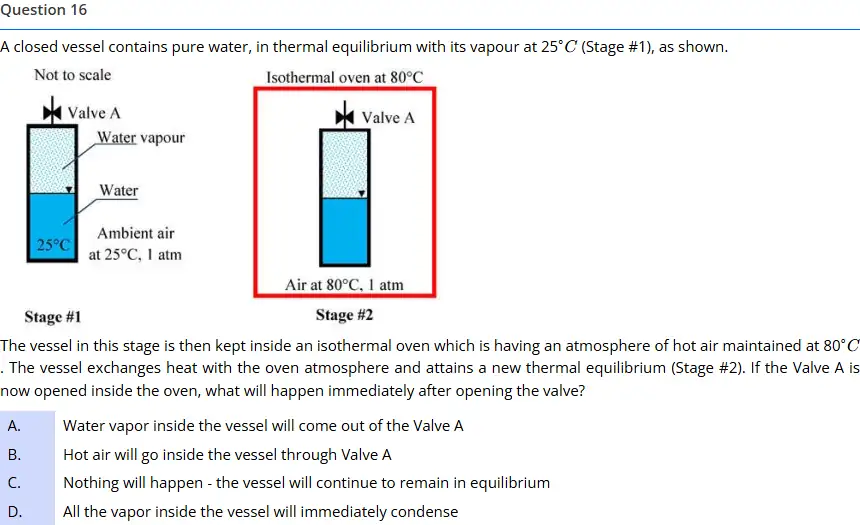 Question 16
A closed vessel contains pure water, in thermal equilibrium with its vapour at 25°C (Stage #1), as shown.
Not to scale
Valve A
Water vapour
Water
25°C
Ambient air
at 25°C, 1 atm
Stage #1
Isothermal oven at 80°C
Valve A
Air at 80°C, 1 atm
Stage #2
The vessel in this stage is then kept inside an isothermal oven which is having an atmosphere of hot air maintained at 80°C
. The vessel exchanges heat with the oven atmosphere and attains a new thermal equilibrium (Stage #2). If the Valve A is
now opened inside the oven, what will happen immediately after opening the valve?
A. Water vapor inside the vessel will come out of the Valve A
B. Hot air will go inside the vessel through Valve A
C. Nothing will happen - the vessel will continue to remain in equilibrium
D. All the vapor inside the vessel will immediately condense